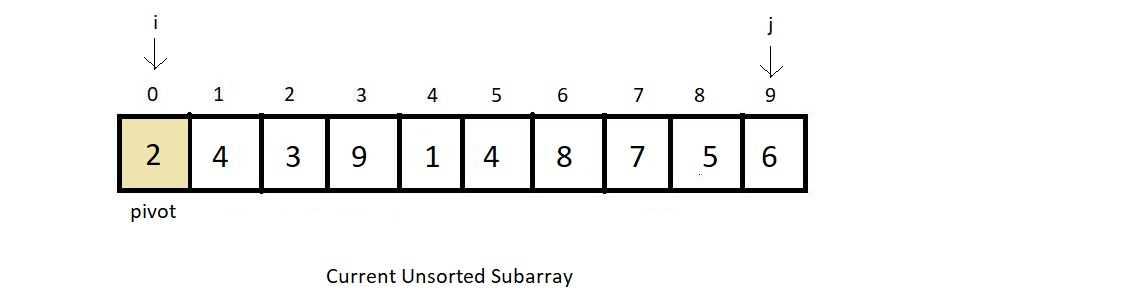 i j
0 1 2 3 4 5 6 7 8 9
2 4 3 9 1 4 8 7 5 6
pivot
Current Unsorted Subarray